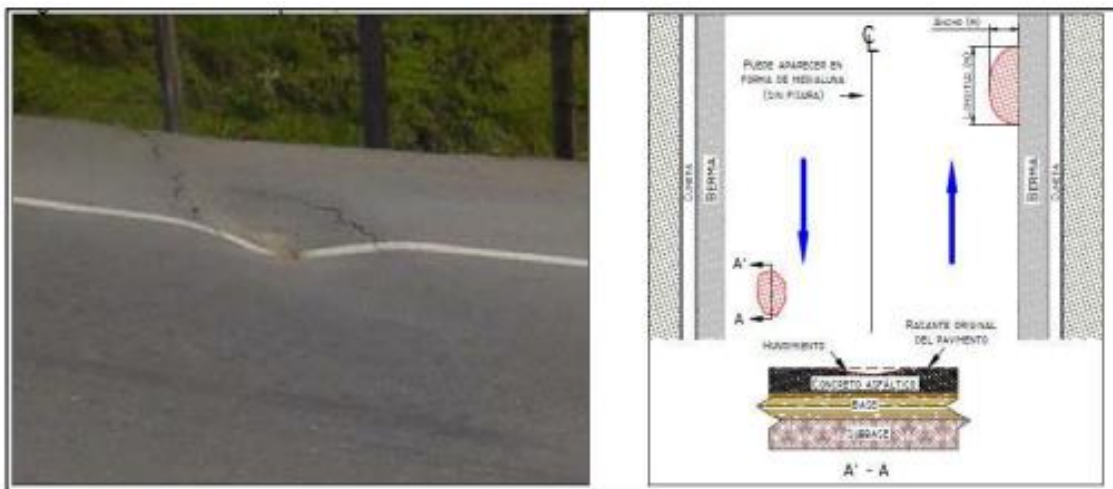 ANCHO (M)
℄
PUEDE APARECER EN
FORMA DE MEDIALUNA
(SIN FISURA)
LONGITUD (M)
CUNETA
BERMA
BERMA
CUNETA
A'
A
HUNDIMIENTO
RASANTE ORIGINAL
DEL PAVIMENTO
CONCRETO ASFÁLTICO
BASE
SUBBASE
A' - A